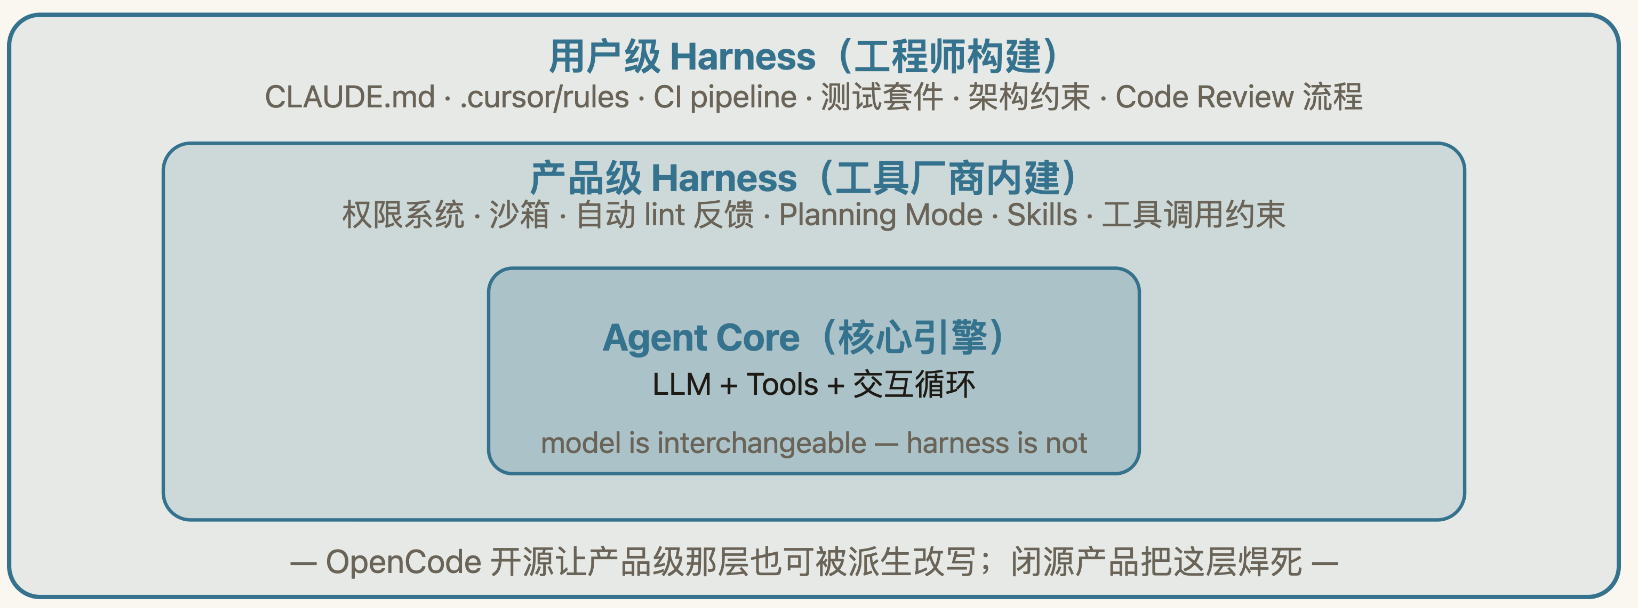 用户级 Harness（工程师构建）
CLAUDE.md · .cursor/rules · CI pipeline · 测试套件 · 架构约束 · Code Review 流程
产品级 Harness（工具厂商内建）
权限系统 · 沙箱 · 自动 lint 反馈 · Planning Mode · Skills · 工具调用约束
Agent Core（核心引擎）
LLM + Tools + 交互循环
model is interchangeable — harness is not
— OpenCode 开源让产品级那层也可被派生改写；闭源产品把这层焊死 —